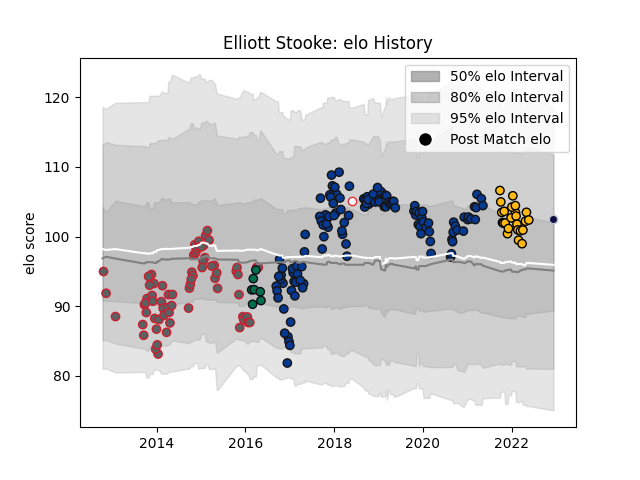 Elliott Stooke: elo History
50% elo Interval
80% elo Interval
95% elo Interval
Post Match elo
elo score
120
110
100
90
80
2014
2016
2018
2020
2022